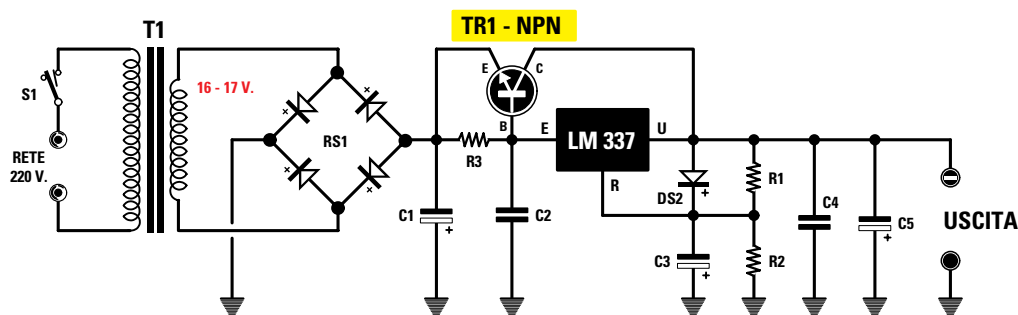 TR1 - NPN
T1
16 - 17 V.
S1
RETE
220 V.
RS1
E
C
B
R3
E
LM 337
U
R
DS2
R1
C1
C2
C3
R2
C4
C5
USCITA